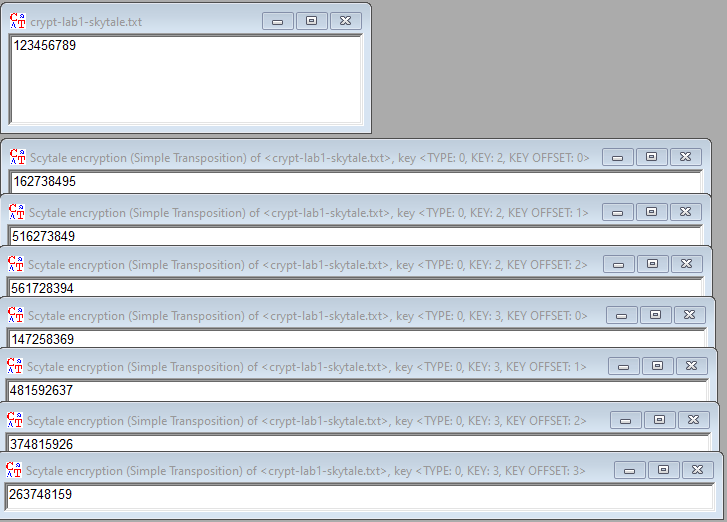 crypt-lab1-skytale.txt
123456789
Scytale encryption (Simple Transposition) of <crypt-lab1-skytale.txt>, key <TYPE: 0, KEY: 2, KEY OFFSET: 0>
162738495
Scytale encryption (Simple Transposition) of <crypt-lab1-skytale.txt>, key <TYPE: 0, KEY: 2, KEY OFFSET: 1>
516273849
Scytale encryption (Simple Transposition) of <crypt-lab1-skytale.txt>, key <TYPE: 0, KEY: 2, KEY OFFSET: 2>
561728394
Scytale encryption (Simple Transposition) of <crypt-lab1-skytale.txt>, key <TYPE: 0, KEY: 3, KEY OFFSET: 0>
147258369
Scytale encryption (Simple Transposition) of <crypt-lab1-skytale.txt>, key <TYPE: 0, KEY: 3, KEY OFFSET: 1>
481592637
Scytale encryption (Simple Transposition) of <crypt-lab1-skytale.txt>, key <TYPE: 0, KEY: 3, KEY OFFSET: 2>
374815926
Scytale encryption (Simple Transposition) of <crypt-lab1-skytale.txt>, key <TYPE: 0, KEY: 3, KEY OFFSET: 3>
263748159